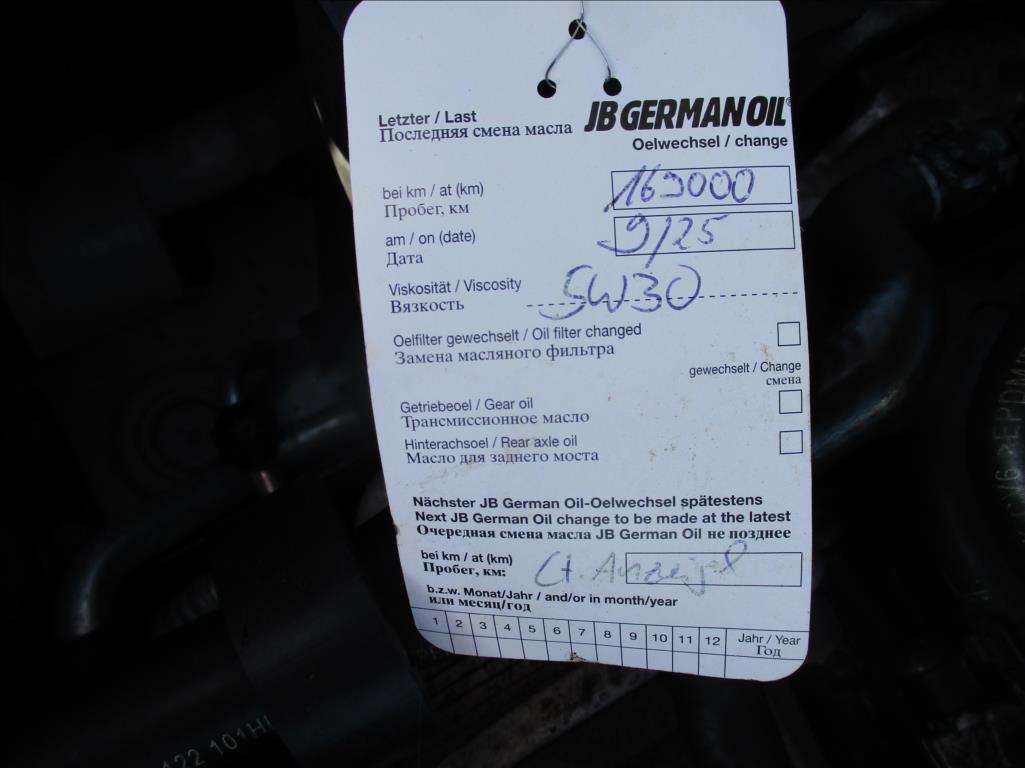 Letzter / Last
Последняя смена масла
JB GERMAN OIL®
Oelwechsel / change
bei km / at (km)
Пробег, км
169000
am / on (date)
Дата
9/25
Viskosität / Viscosity
Вязкость
5W30
Oelfilter gewechselt / Oil filter changed
Замена масляного фильтра
gewechselt / Change
смена
Getriebeoel / Gear oil
Трансмиссионное масло
Hinterachsoel / Rear axle oil
Масло для заднего моста
Nächster JB German Oil-Oelwechsel spätestens
Next JB German Oil change to be made at the latest
Очередная смена масла JB German Oil не позднее
bei km / at (km)
Пробег, км:
b.z.w. Monat/Jahr / and/or in month/year
или месяц/год
1 2 3 4 5 6 7 8 9 10 11 12 Jahr / Year
Год
122 101H